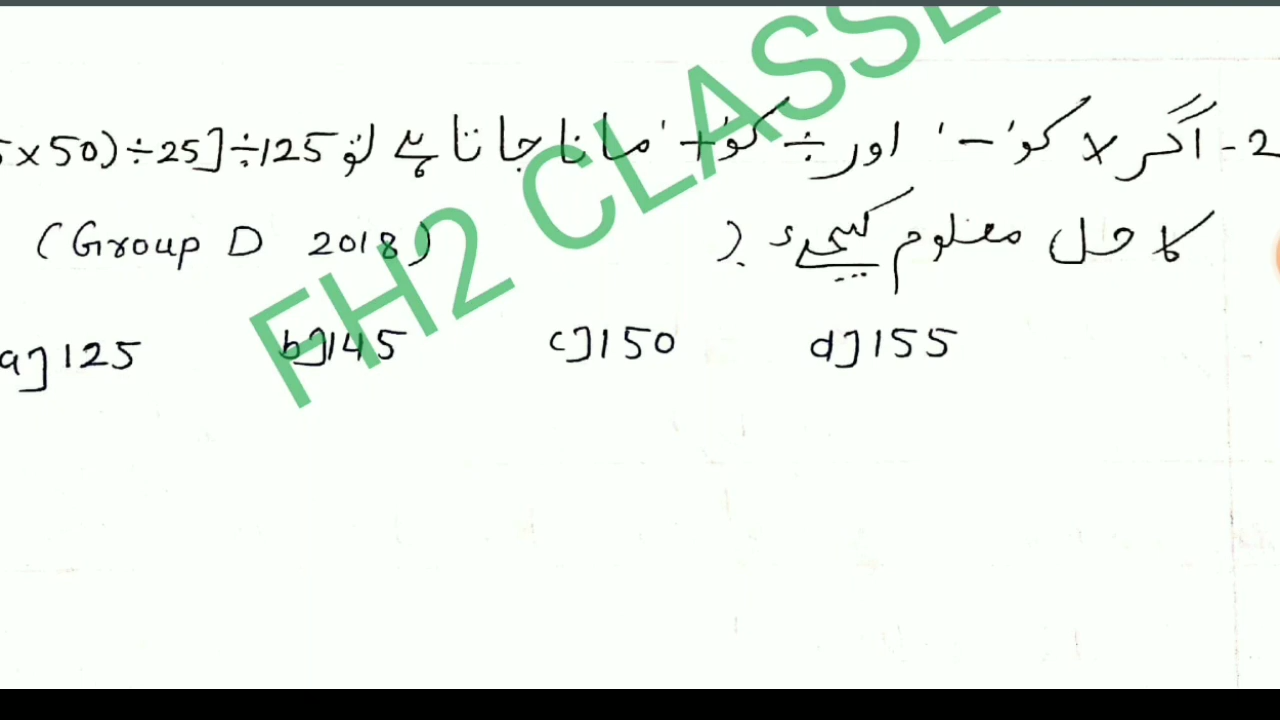 2- اگر × کو '-' اور ÷ کو '+' مانا جاتا ہے تو 5×50)÷25]÷125
کا حل معلوم کیجیے؟
(Group D 2018)
a] 125 b] 145 c] 150 d] 155
FH2 CLASSE